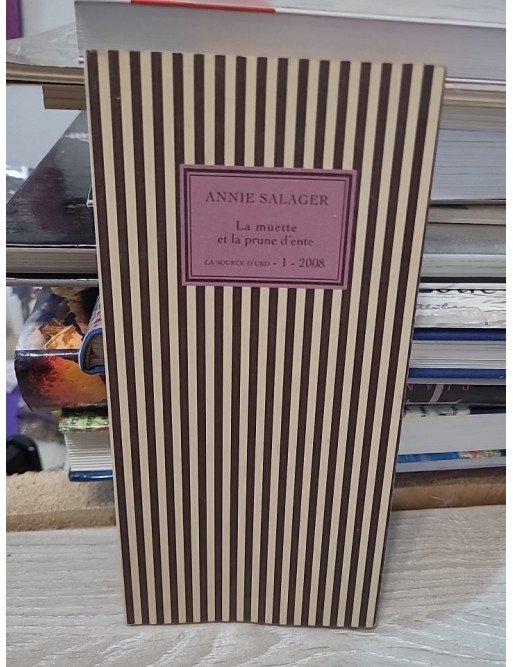 ANNIE SALAGER
La muette
et la prune d'ente
LA SOURCE D'URD - 1 - 2008